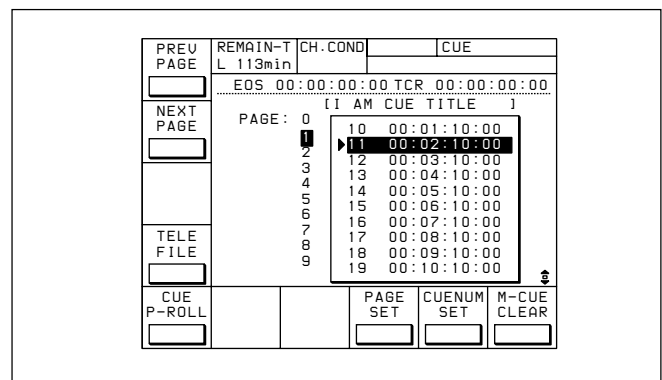 PREV PAGE
REMAIN-T CH.COND CUE
L 113min
EOS 00:00:00:00 TCR 00:00:00:00
[I AM CUE TITLE ]
NEXT PAGE
PAGE: 0
1
2
3
4
5
6
7
8
9
10 00:01:10:00
11 00:02:10:00
12 00:03:10:00
13 00:04:10:00
14 00:05:10:00
15 00:06:10:00
16 00:07:10:00
17 00:08:10:00
18 00:09:10:00
19 00:10:10:00
TELE FILE
CUE P-ROLL
PAGE SET
CUENUM SET
M-CUE CLEAR